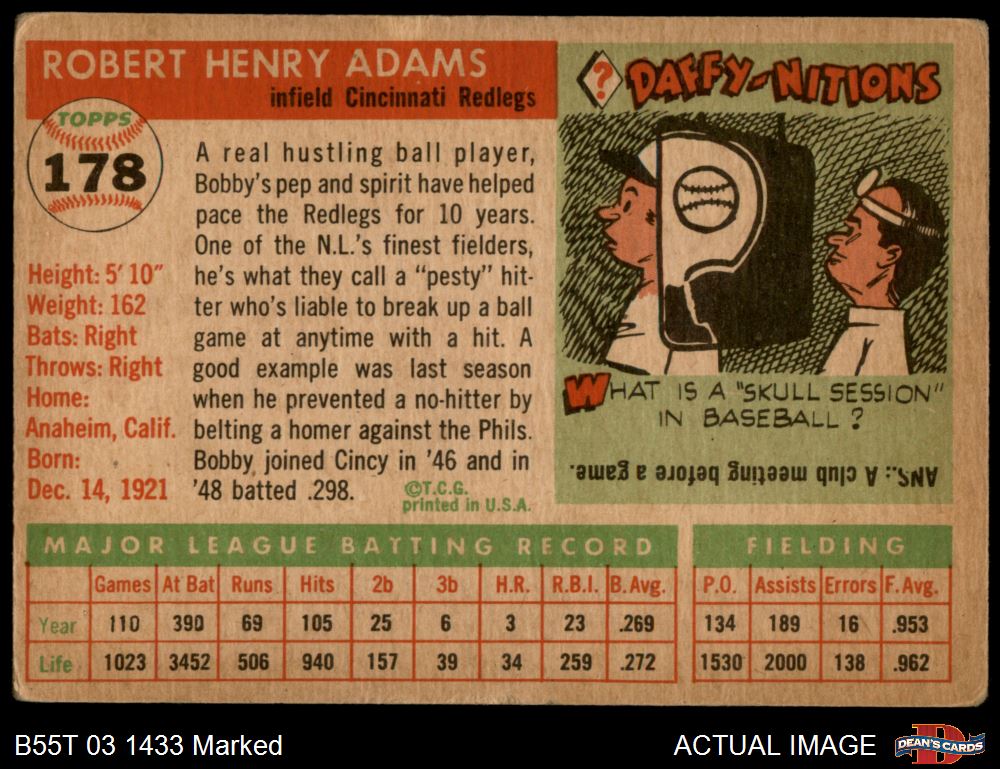 ROBERT HENRY ADAMS
infield Cincinnati Redlegs
TOPPS
178
Height: 5' 10"
Weight: 162
Bats: Right
Throws: Right
Home:
Anaheim, Calif.
Born:
Dec. 14, 1921
A real hustling ball player,
Bobby's pep and spirit have helped
pace the Redlegs for 10 years.
One of the N.L.'s finest fielders,
he's what they call a "pesty" hit-
ter who's liable to break up a ball
game at anytime with a hit. A
good example was last season
when he prevented a no-hitter by
belting a homer against the Phils.
Bobby joined Cincy in '46 and in
'48 batted .298.
©T.C.G.
printed in U.S.A.
?
DAFFY-NITIONS
WHAT IS A "SKULL SESSION"
IN BASEBALL?
ANS.: A club meeting before a game.
MAJOR LEAGUE BATTING RECORD
FIELDING
Games At Bat Runs Hits 2b 3b H.R. R.B.I. B. Avg. P.O. Assists Errors F. Avg.
Year 110 390 69 105 25 6 3 23 .269 134 189 16 .953
Life 1023 3452 506 940 157 39 34 259 .272 1530 2000 138 .962
B55T 03 1433 Marked
ACTUAL IMAGE
DEAN'S CARDS